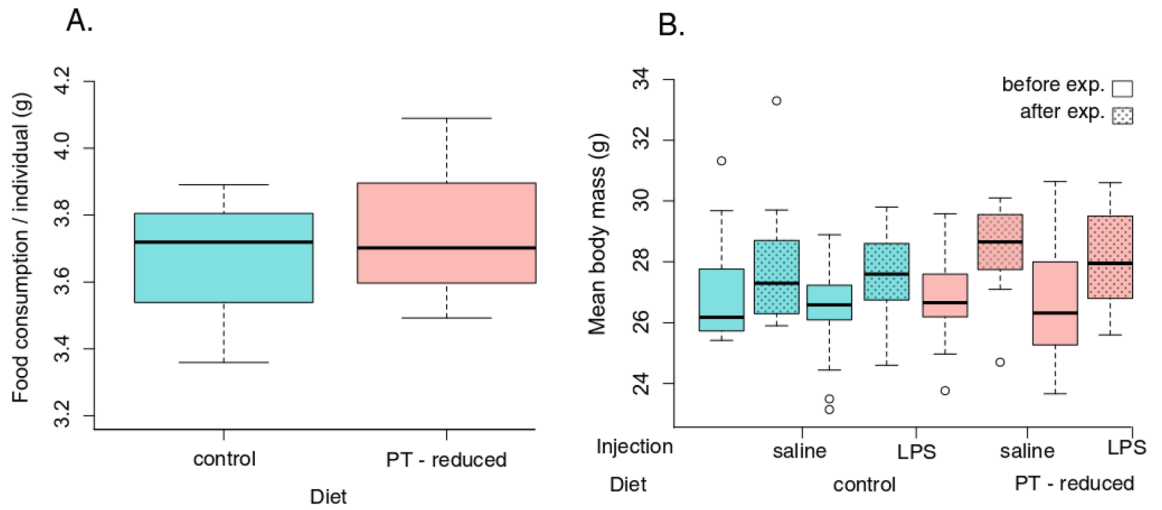 A.
Food consumption / individual (g)
4.2
4.0
3.8
3.6
3.4
3.2
control
PT - reduced
Diet
B.
Mean body mass (g)
34
32
30
28
26
24
before exp.
after exp.
Injection
saline
LPS
saline
LPS
Diet
control
PT - reduced